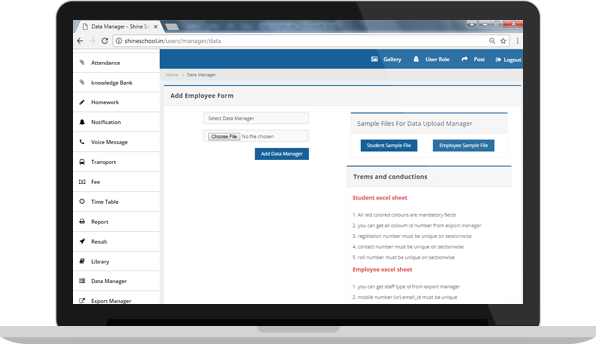 Data Manager - Shine S
shineschool.in/users/manager/data
Gallery User Role Post Logout
Home > Data Manager
Attendance
knowledge Bank
Homework
Notification
Voice Message
Transport
Fee
Time Table
Report
Result
Library
Data Manager
Export Manager
Add Employee Form
Select Data Manager
Choose File No file chosen
Add Data Manager
Sample Files For Data Upload Manager
Student Sample File Employee Sample File
Trems and conductions
Student excel sheet
1. All red colored colours are mandatory fields
2. you can get all coloum id number from export manager
3. registration number must be unique on sessionwise
4. contact number must be unique on sectionwise
5. roll number must be unique on sectionwise
Employee excel sheet
1. you can get staff type id from export manager
2. mobile number (or) email_id must be unique